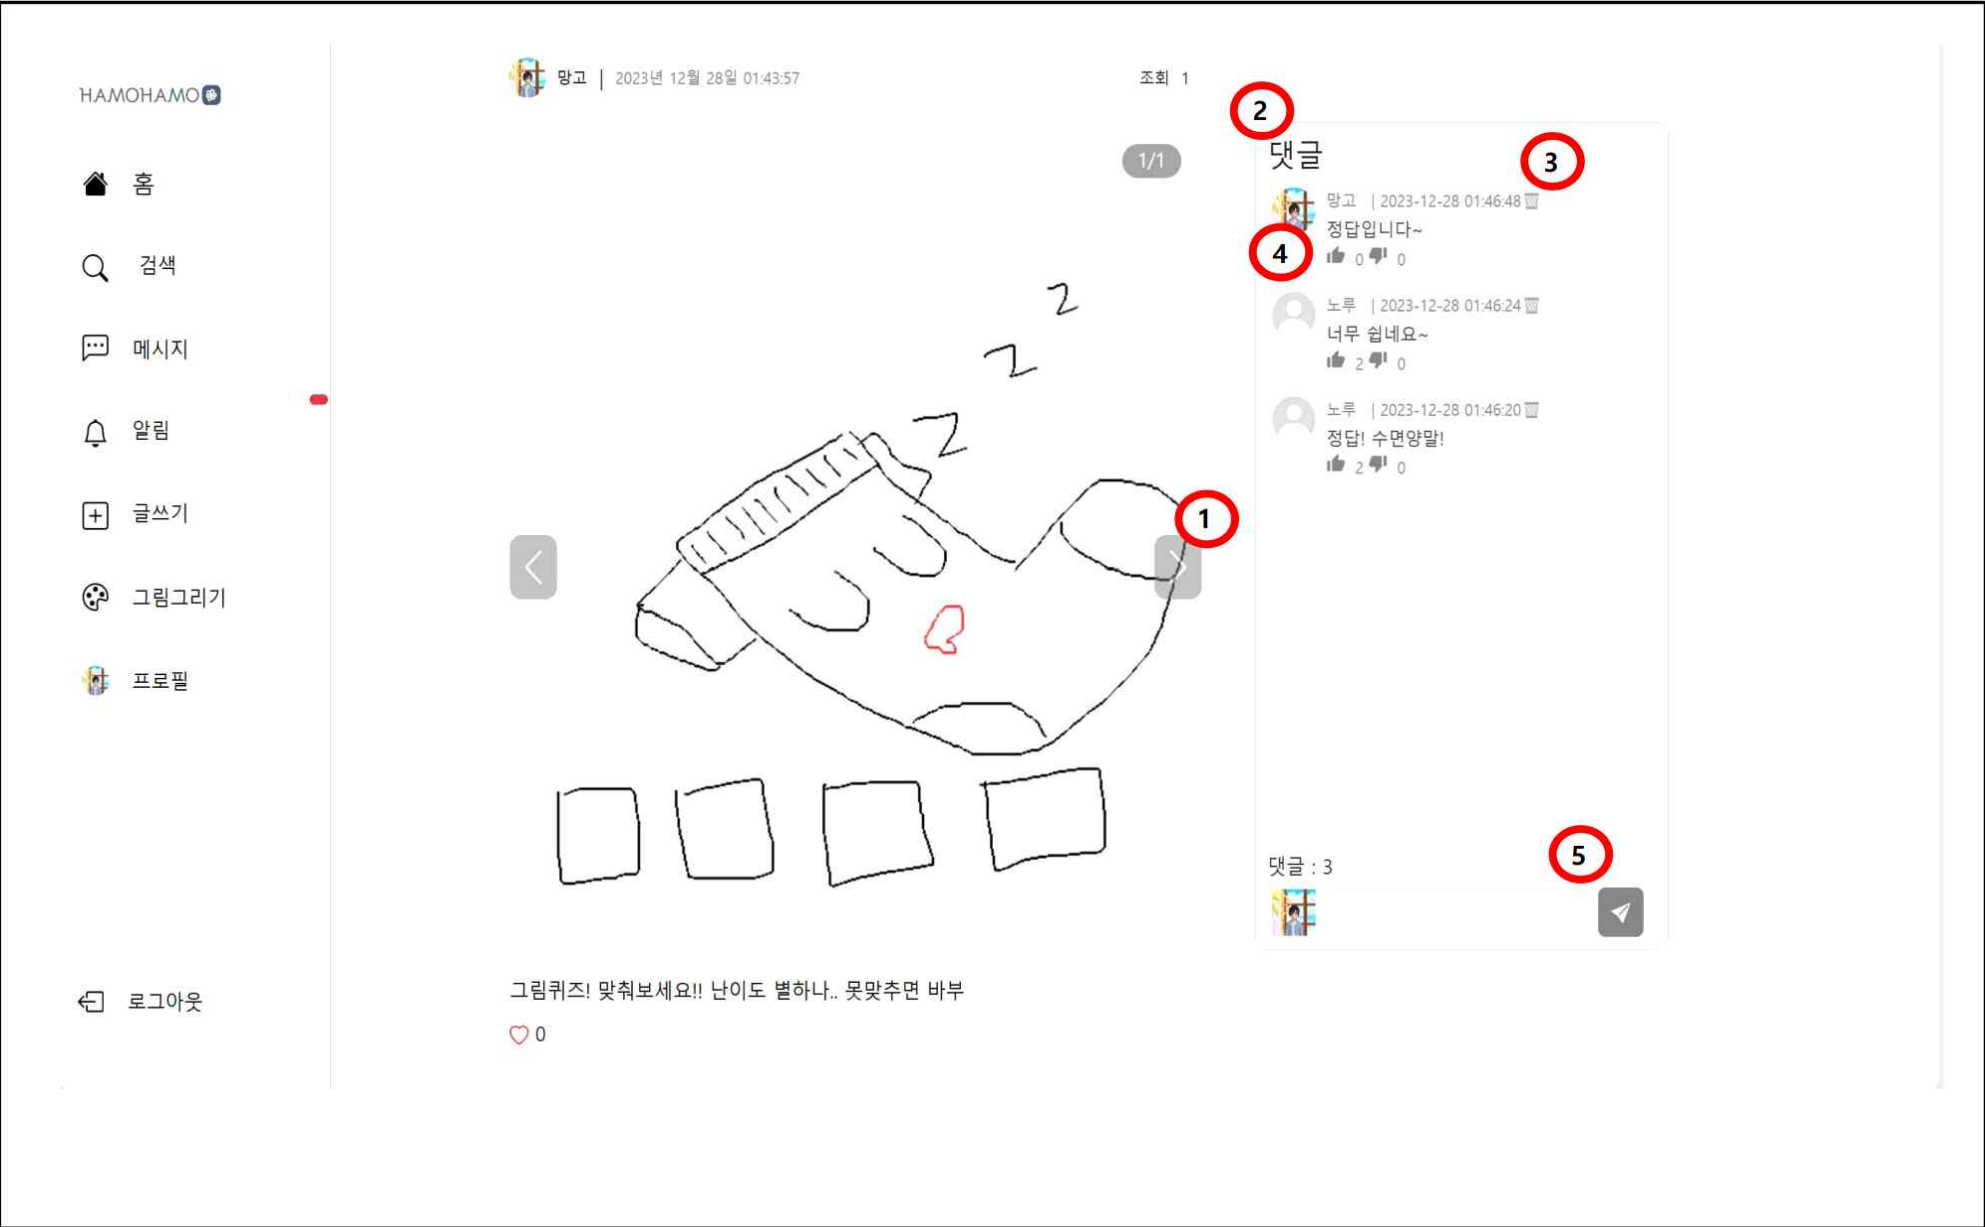 HAMOHAMO
홈
검색
메시지
알림
글쓰기
그림그리기
프로필
로그아웃
망고 | 2023년 12월 28일 01:43:57
조회 1
1/1
z
z
z
1
그림퀴즈! 맞춰보세요!! 난이도 별하나.. 못맞추면 바부
0
2
댓글
3
망고 | 2023-12-28 01:46:48
정답입니다~
4
0 0
노루 | 2023-12-28 01:46:24
너무 쉽네요~
2 0
노루 | 2023-12-28 01:46:20
정답! 수면양말!
2 0
5
댓글 : 3